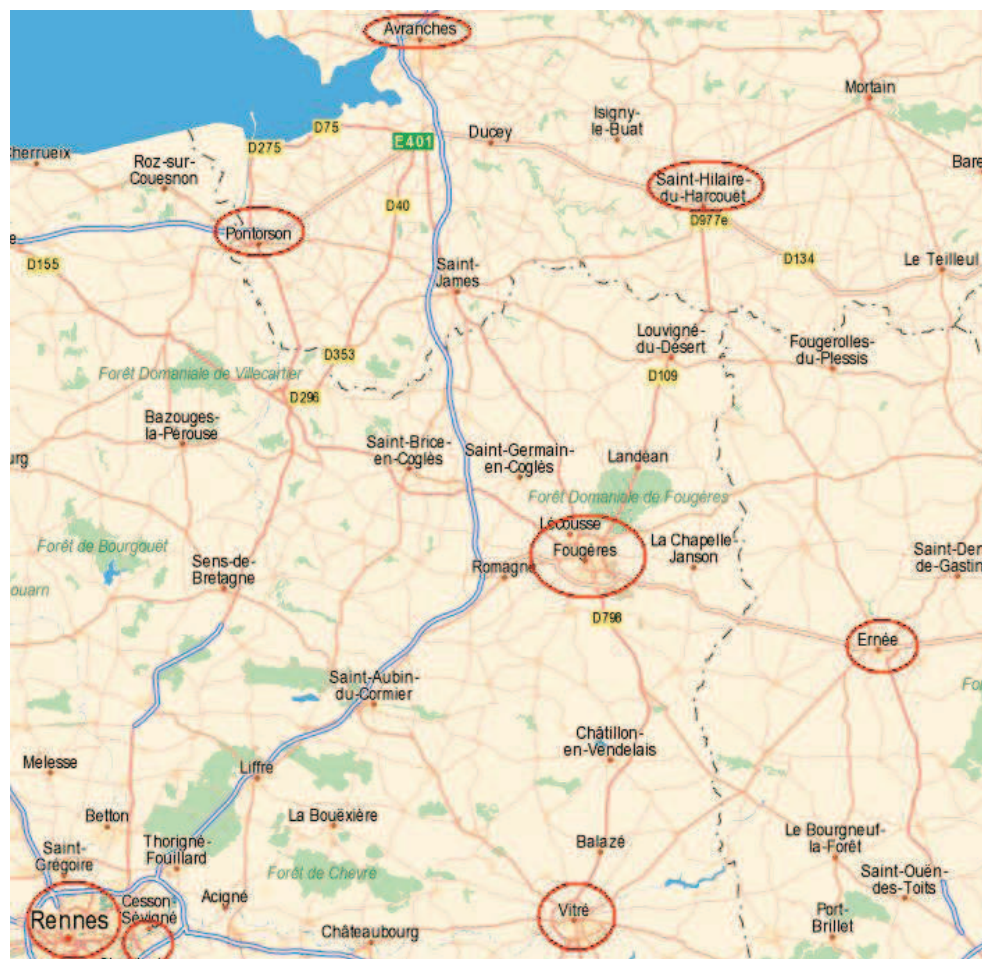 Avranches
Mortain
Isigny-
le-Buat
D75
Ducey
E401
D275
Cherrueix
Roz-sur-
Couesnon
Saint-Hilaire-
du-Harcouët
D40
D977e
Pontorson
D155
D134
Le Teilleul
Saint-
James
Louvigné-
du-Désert
Fougerolles-
du-Plessis
D353
Forêt Domaniale de Villecartier
D109
D296
Bazouges-
la-Pérouse
Saint-Brice-
en-Coglès
Saint-Germain-
en-Coglès
Landéan
urg
Forêt Domaniale de Fougères
Lécousse
Fougères
La Chapelle-
Janson
Forêt de Bourgouët
Sens-de-
Bretagne
Romagné
Saint-Den
de-Gastin
ouarn
D798
Ernée
Saint-Aubin-
du-Cormier
Fo
Châtillon-
en-Vendelais
Melesse
Liffré
Betton
La Bouëxière
Thorigné-
Fouillard
Balazé
Le Bourgneuf-
la-Forêt
Saint-
Grégoire
Forêt de Chevré
Saint-Ouën-
des-Toits
Acigné
Cesson-
Sévigné
Rennes
Vitré
Port-
Brillet
Châteaubourg